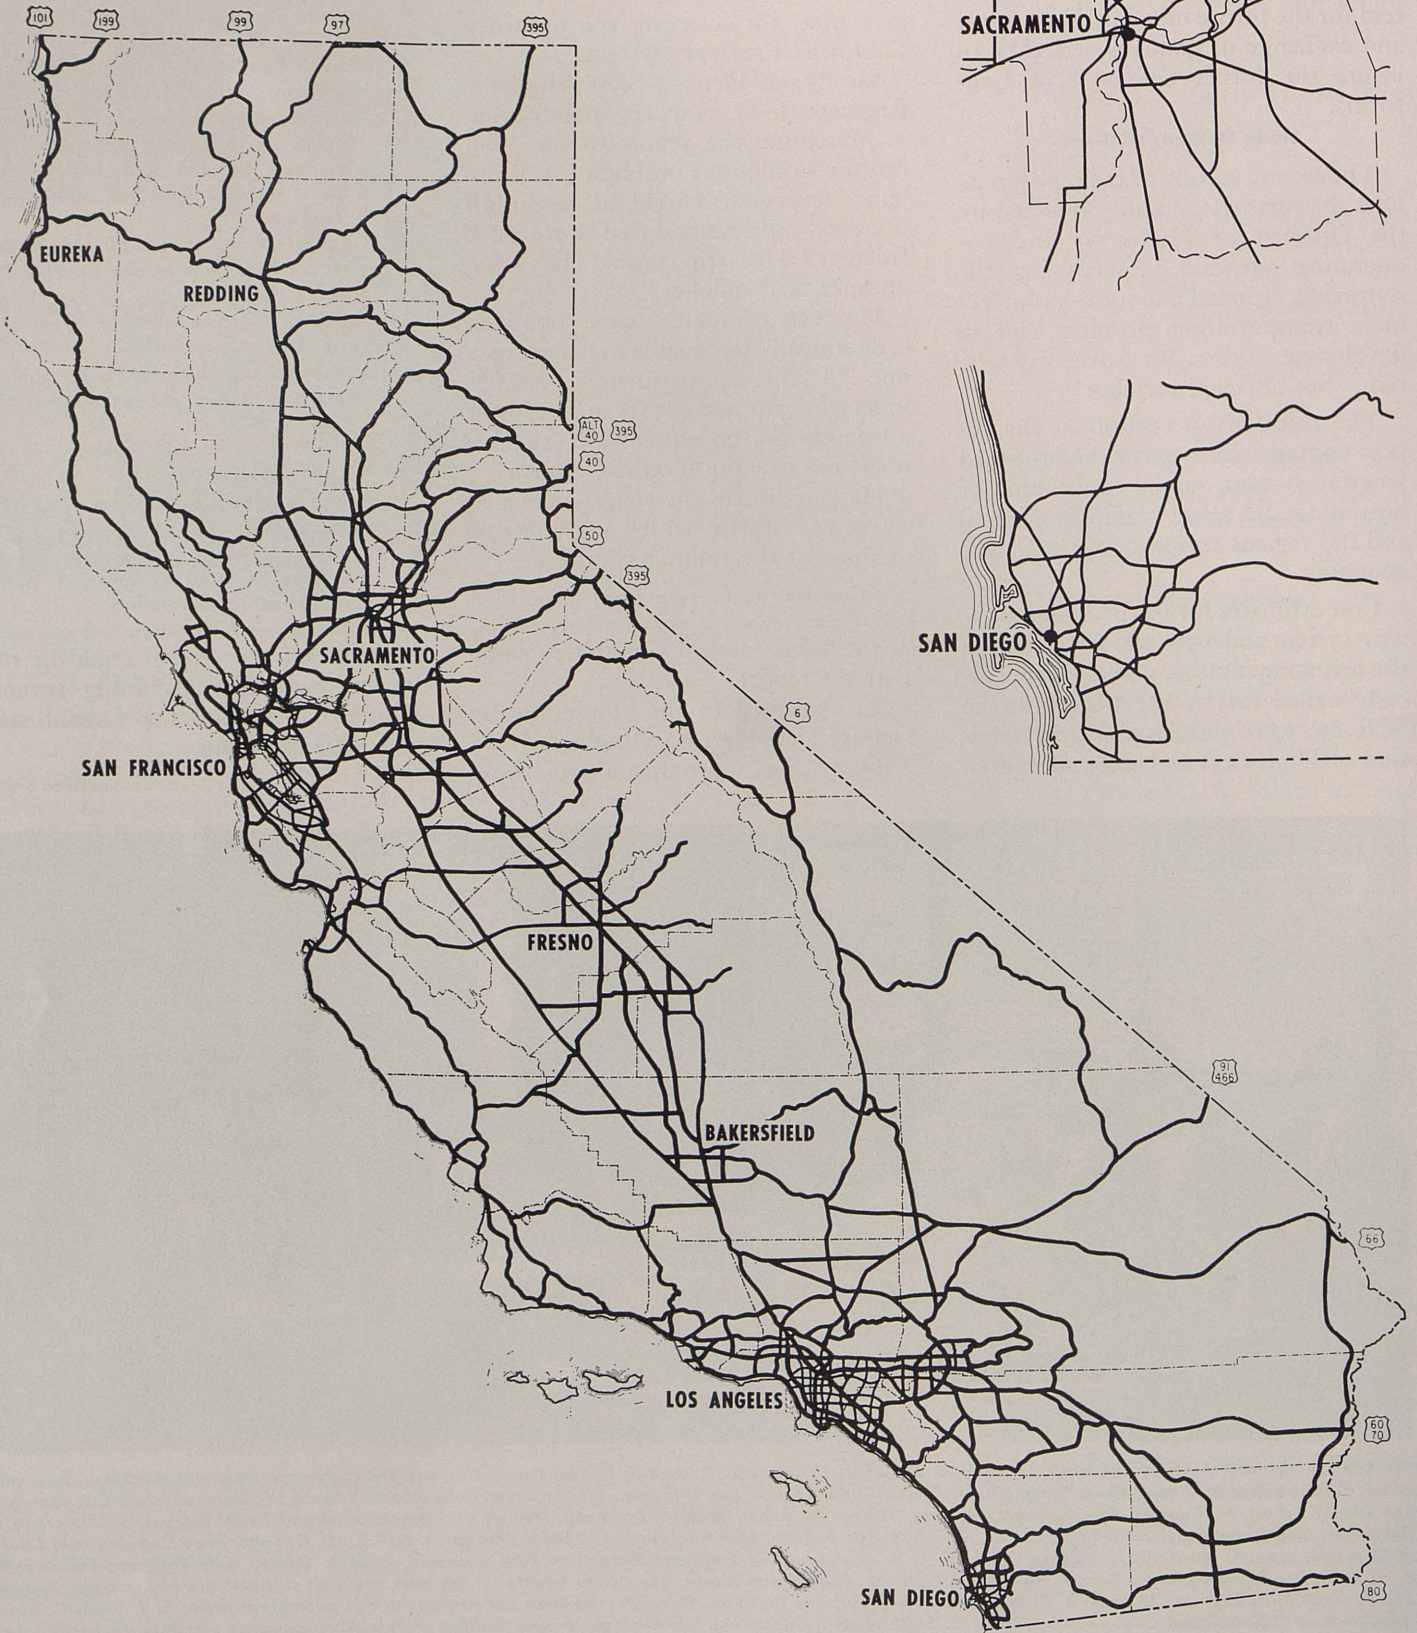 101
199
99
97
395
SACRAMENTO
EUREKA
REDDING
ALT
40
395
40
50
395
SACRAMENTO
SAN DIEGO
6
SAN FRANCISCO
FRESNO
91
466
BAKERSFIELD
66
LOS ANGELES
60
70
SAN DIEGO
80